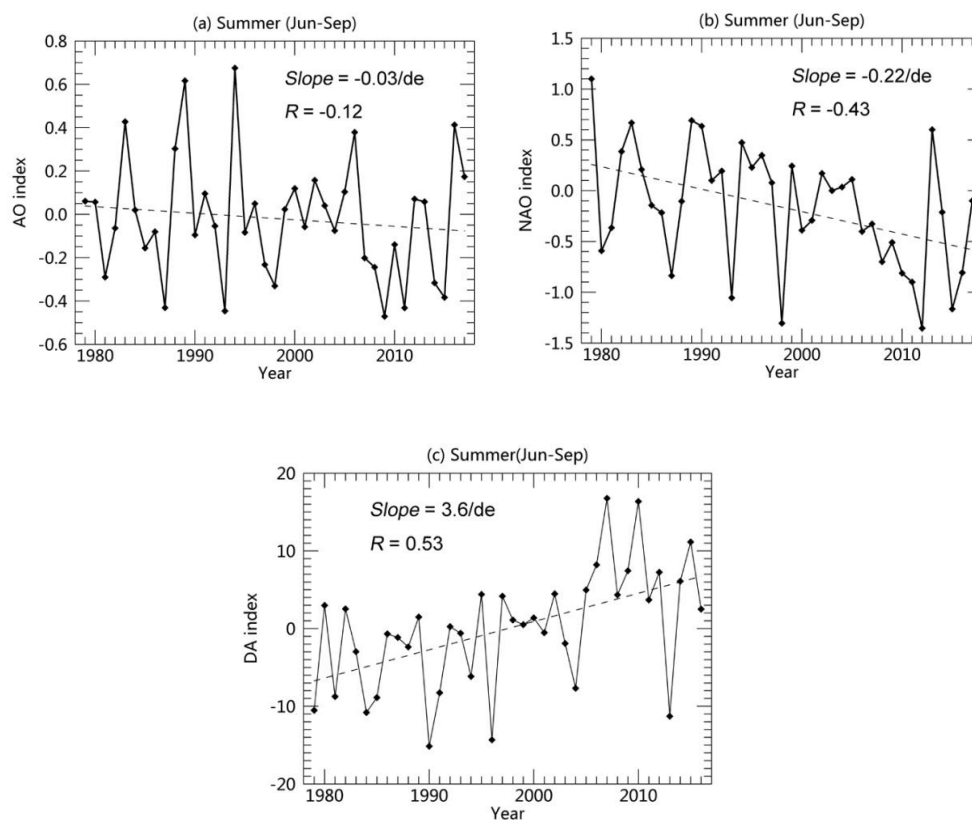 (a) Summer (Jun-Sep)
0.8
0.6
0.4
0.2
0.0
-0.2
-0.4
-0.6
AO index
Slope = -0.03/de
R = -0.12
1980 1990 2000 2010
Year
(b) Summer (Jun-Sep)
1.5
1.0
0.5
0.0
-0.5
-1.0
-1.5
NAO index
Slope = -0.22/de
R = -0.43
1980 1990 2000 2010
Year
(c) Summer(Jun-Sep)
20
10
0
-10
-20
DA index
Slope = 3.6/de
R = 0.53
1980 1990 2000 2010
Year